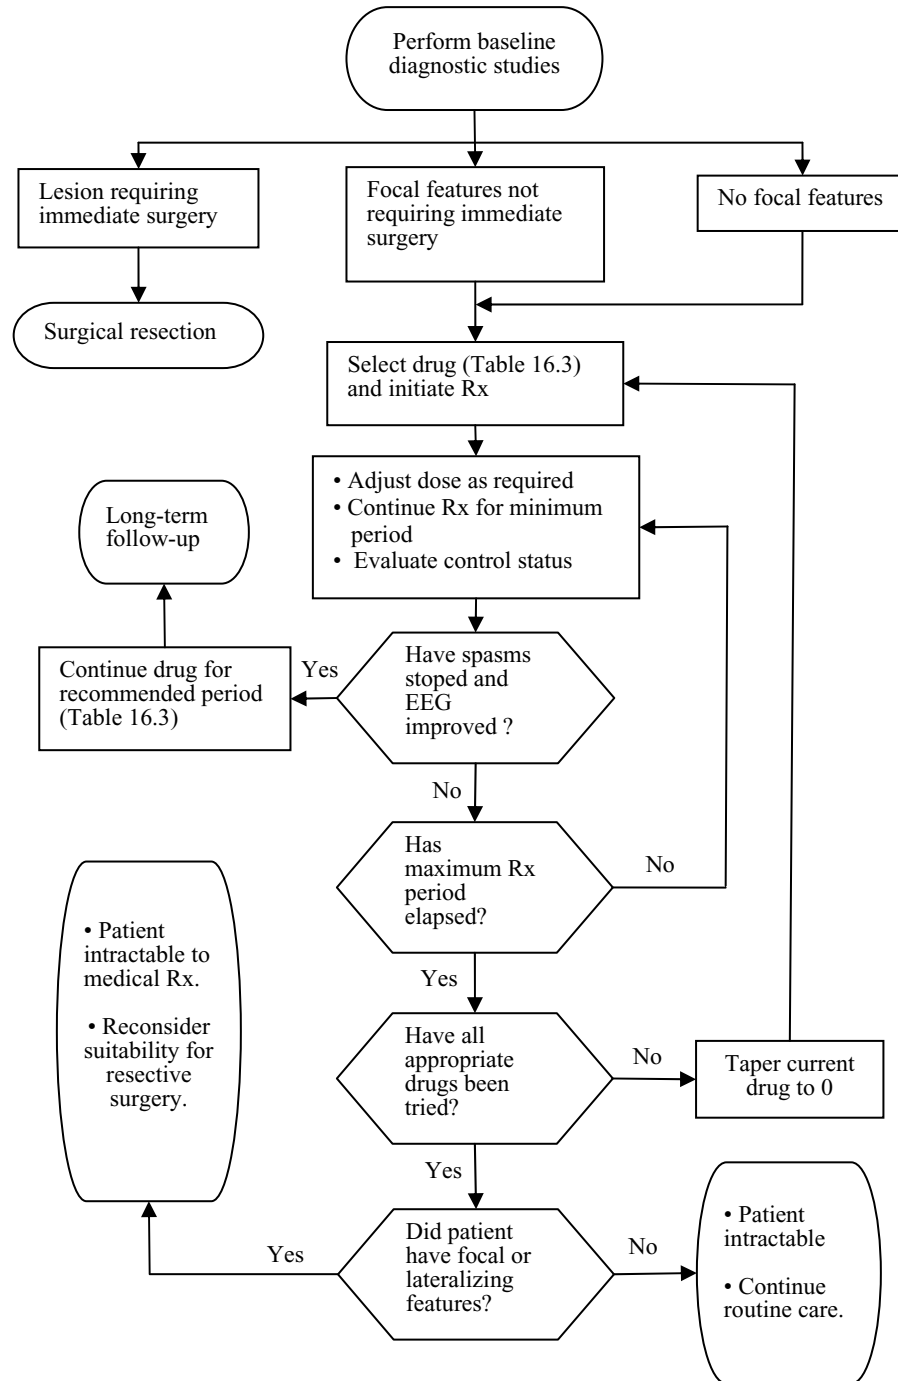 Perform baseline
diagnostic studies
Lesion requiring
immediate surgery
Focal features not
requiring immediate
surgery
No focal features
Surgical resection
Select drug (Table 16.3)
and initiate Rx
• Adjust dose as required
• Continue Rx for minimum
period
• Evaluate control status
Long-term
follow-up
Continue drug for
recommended period
(Table 16.3)
Yes
Have spasms
stoped and
EEG
improved ?
No
Has
maximum Rx
period
elapsed?
No
Yes
• Patient
intractable to
medical Rx.
• Reconsider
suitability for
resective
surgery.
Have all
appropriate
drugs been
tried?
No
Taper current
drug to 0
Yes
Did patient
have focal or
lateralizing
features?
Yes
No
• Patient
intractable
• Continue
routine care.